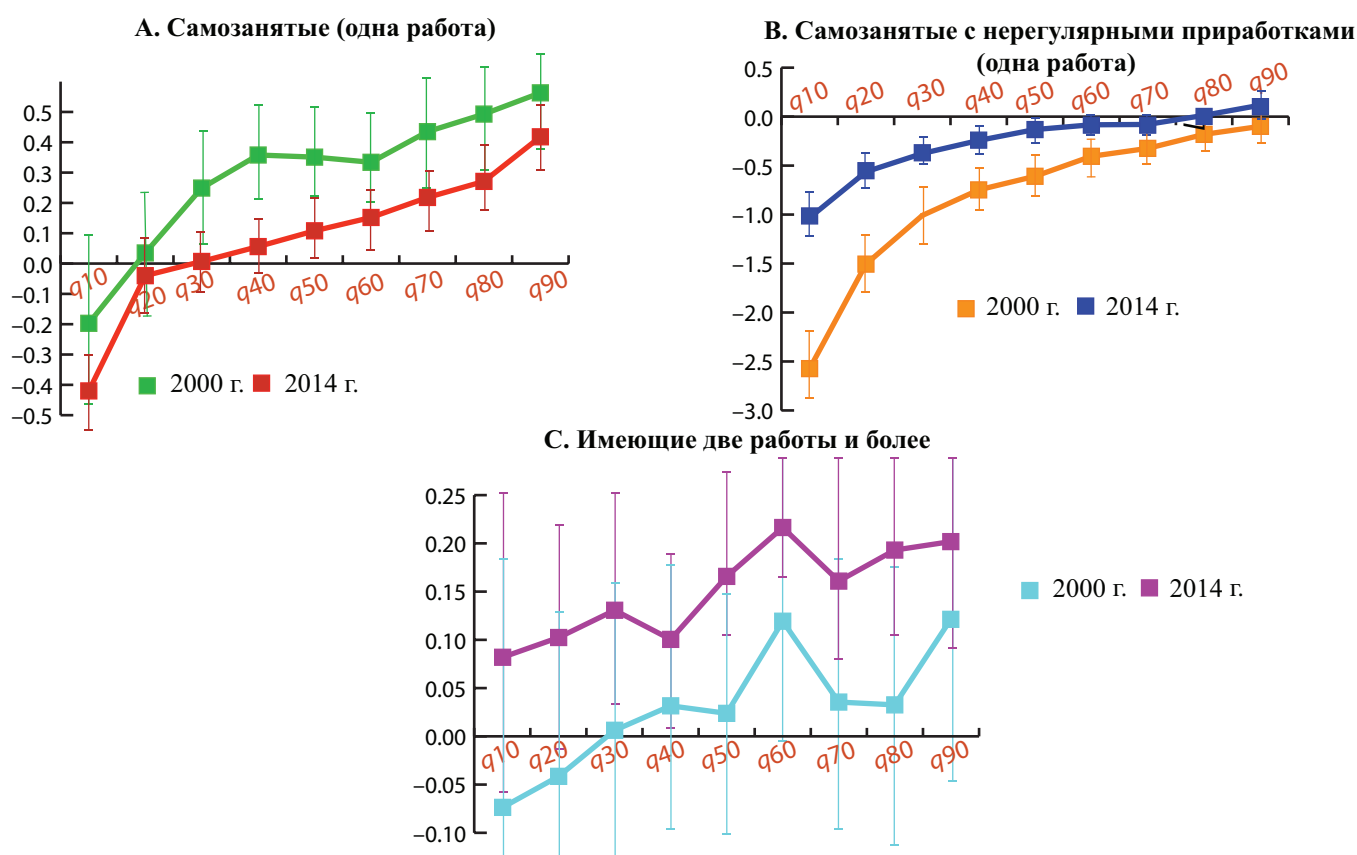 A. Самозанятые (одна работа)
0.5
0.4
0.3
0.2
0.1
0.0
–0.1
–0.2
–0.3
–0.4
–0.5
q10
q20
q30
q40
q50
q60
q70
q80
q90
2000 г. 2014 г.
B. Самозанятые с нерегулярными приработками
(одна работа)
0.5
0.0
–0.5
–1.0
–1.5
–2.0
–2.5
–3.0
q10
q20
q30
q40
q50
q60
q70
q80
q90
2000 г. 2014 г.
C. Имеющие две работы и более
0.25
0.20
0.15
0.10
0.05
0.00
–0.05
–0.10
q10
q20
q30
q40
q50
q60
q70
q80
q90
2000 г. 2014 г.